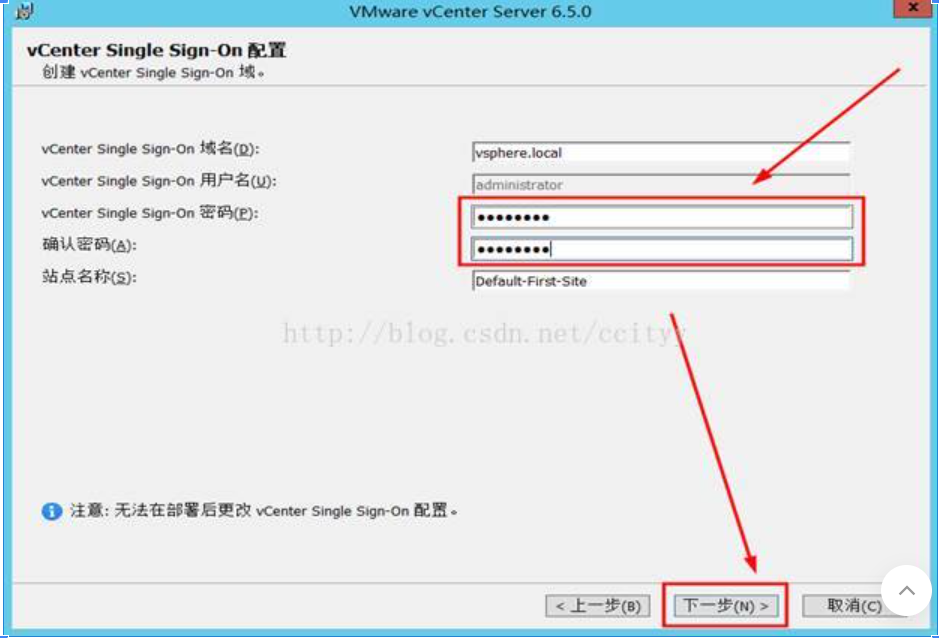 VMware vCenter Server 6.5.0
vCenter Single Sign-On 配置
创建 vCenter Single Sign-On 域。
vCenter Single Sign-On 域名(D): vsphere.local
vCenter Single Sign-On 用户名(U): administrator
vCenter Single Sign-On 密码(P): ●●●●●●●●
确认密码(A): ●●●●●●●●
站点名称(S): Default-First-Site
http://blog.csdn.net/ccityy
注意: 无法在部署后更改 vCenter Single Sign-On 配置。
< 上一步(B) 下一步(N) > 取消(C)